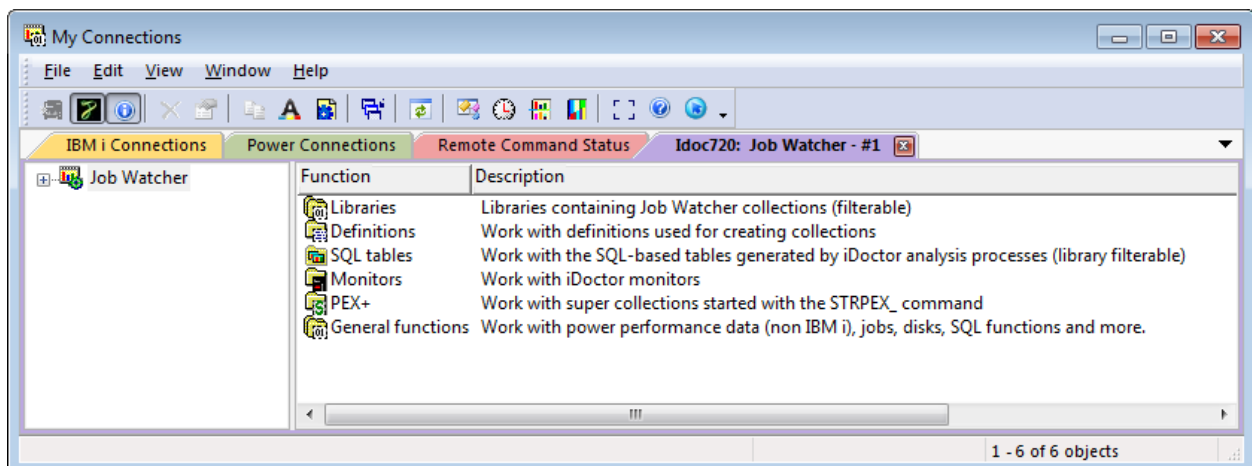 My Connections
File Edit View Window Help
IBM i Connections Power Connections Remote Command Status Idoc720: Job Watcher - #1
Job Watcher
Function Description
Libraries Libraries containing Job Watcher collections (filterable)
Definitions Work with definitions used for creating collections
SQL tables Work with the SQL-based tables generated by iDoctor analysis processes (library filterable)
Monitors Work with iDoctor monitors
PEX+ Work with super collections started with the STRPEX_ command
General functions Work with power performance data (non IBM i), jobs, disks, SQL functions and more.
1 - 6 of 6 objects